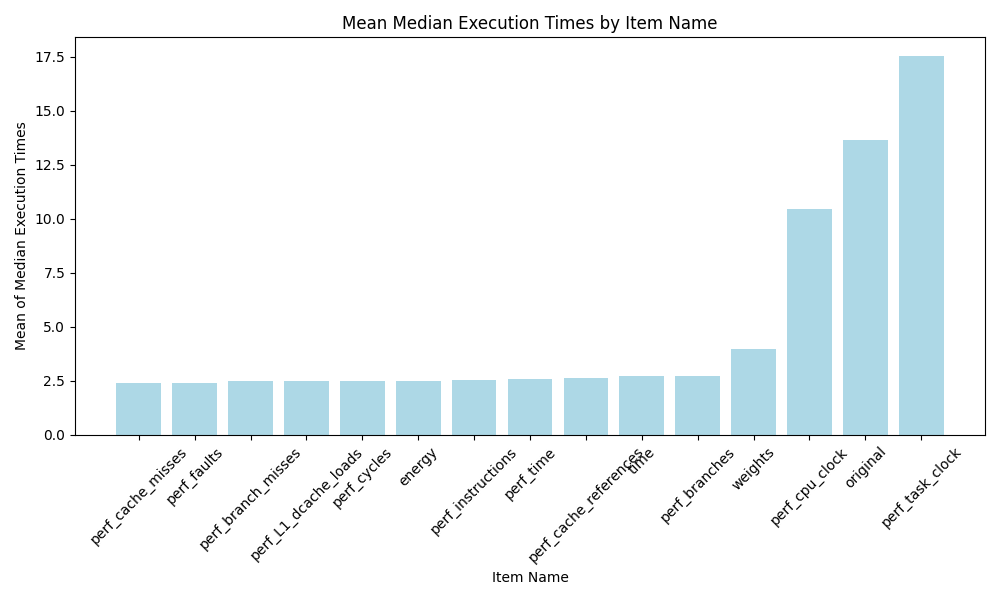 Mean Median Execution Times by Item Name
Mean of Median Execution Times
17.5
15.0
12.5
10.0
7.5
5.0
2.5
0.0
perf_cache_misses
perf_faults
perf_branch_misses
perf_L1_dcache_loads
perf_cycles
energy
perf_instructions
perf_time
perf_cache_references
time
perf_branches
weights
perf_cpu_clock
original
perf_task_clock
Item Name